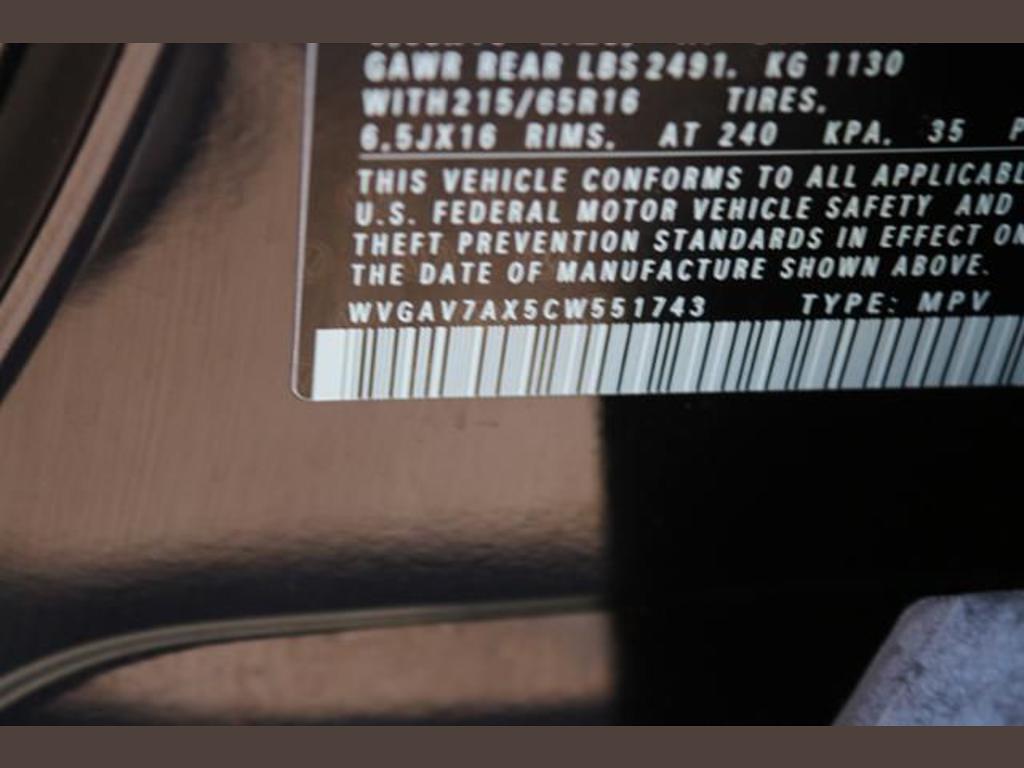 GAWR REAR LBS 2491. KG 1130
WITH 215/65R16 TIRES.
6.5JX16 RIMS. AT 240 KPA. 35 P
THIS VEHICLE CONFORMS TO ALL APPLICABL
U.S. FEDERAL MOTOR VEHICLE SAFETY AND
THEFT PREVENTION STANDARDS IN EFFECT ON
THE DATE OF MANUFACTURE SHOWN ABOVE.
WVGAV7AX5CW551743 TYPE: MPV